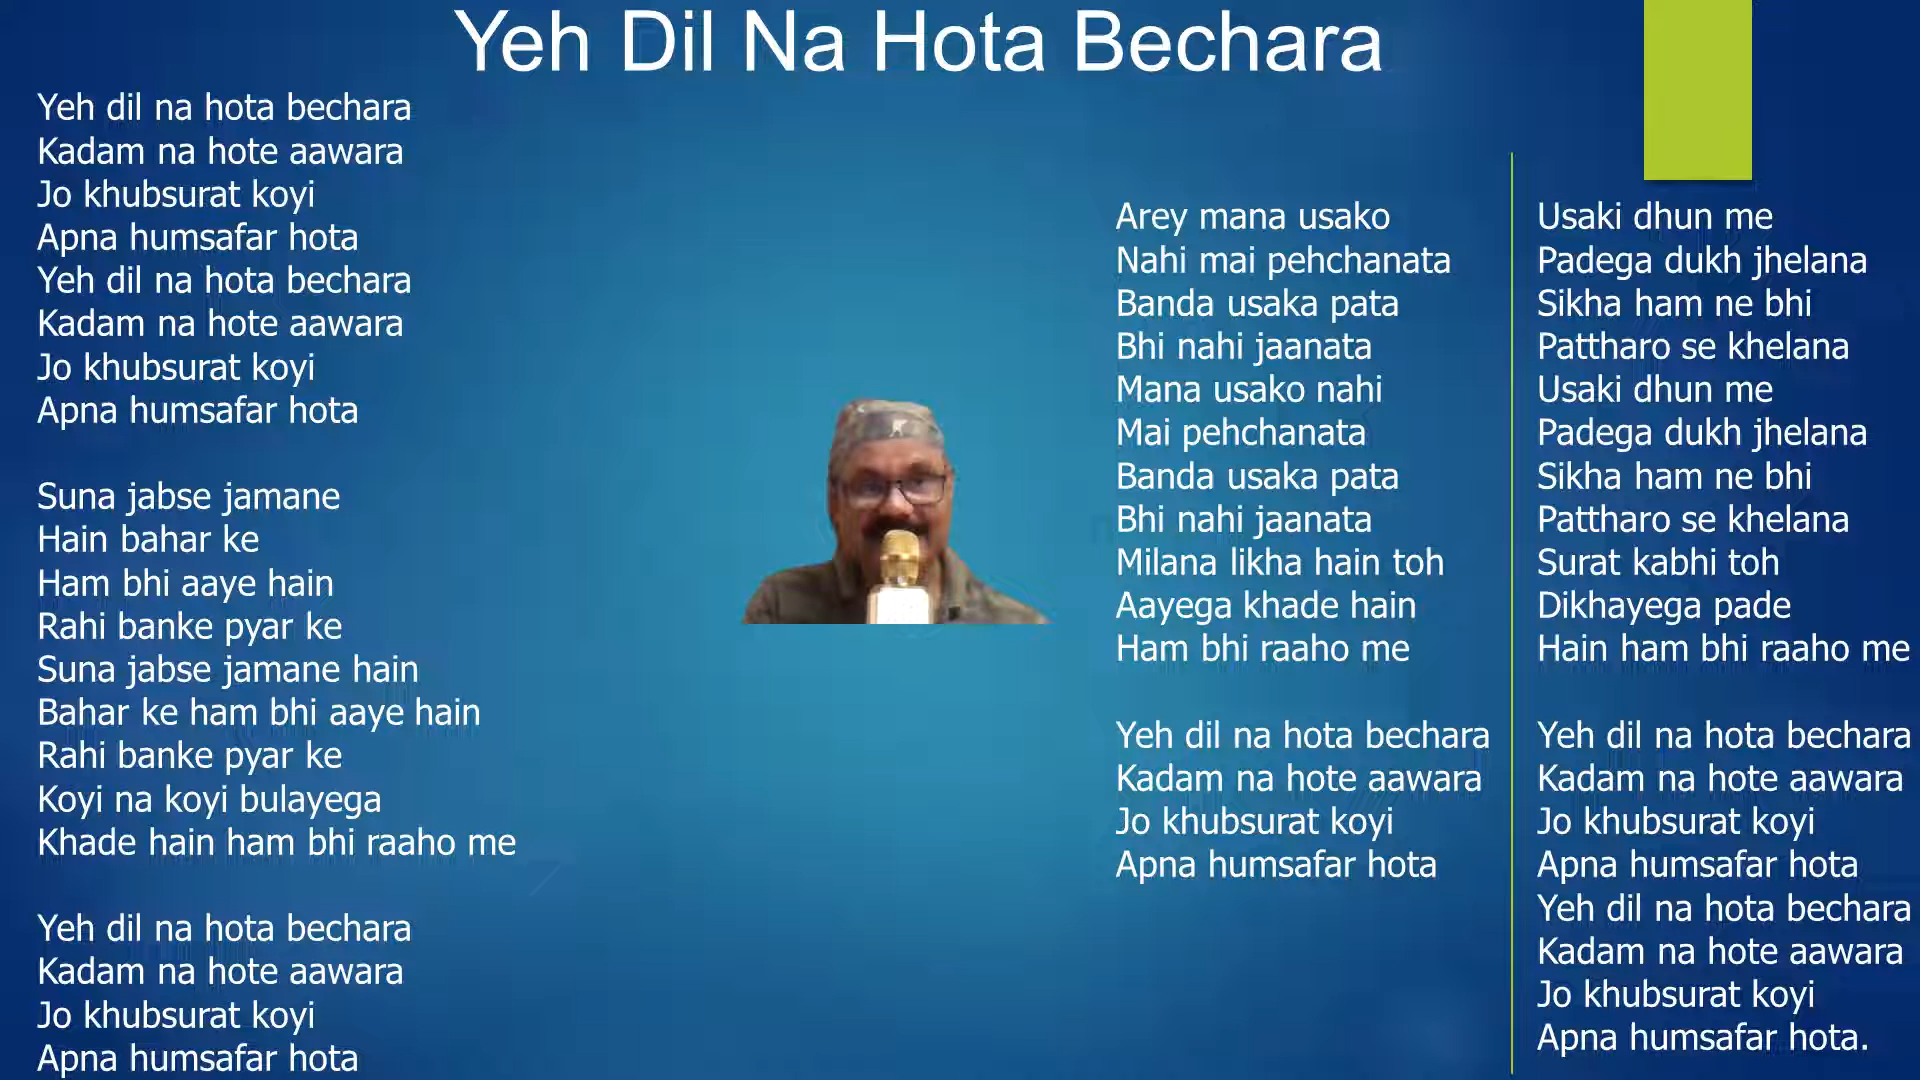 Yeh Dil Na Hota Bechara
Yeh dil na hota bechara
Kadam na hote aawara
Jo khubsurat koyi
Apna humsafar hota
Yeh dil na hota bechara
Kadam na hote aawara
Jo khubsurat koyi
Apna humsafar hota
Suna jabse jamane
Hain bahar ke
Ham bhi aaye hain
Rahi banke pyar ke
Suna jabse jamane hain
Bahar ke ham bhi aaye hain
Rahi banke pyar ke
Koyi na koyi bulayega
Khade hain ham bhi raaho me
Yeh dil na hota bechara
Kadam na hote aawara
Jo khubsurat koyi
Apna humsafar hota
Arey mana usako
Nahi mai pehchanata
Banda usaka pata
Bhi nahi jaanata
Mana usako nahi
Mai pehchanata
Banda usaka pata
Bhi nahi jaanata
Milana likha hain toh
Aayega khade hain
Ham bhi raaho me
Yeh dil na hota bechara
Kadam na hote aawara
Jo khubsurat koyi
Apna humsafar hota
Usaki dhun me
Padega dukh jhelana
Sikha ham ne bhi
Pattharo se khelana
Usaki dhun me
Padega dukh jhelana
Sikha ham ne bhi
Pattharo se khelana
Surat kabhi toh
Dikhayega pade
Hain ham bhi raaho me
Yeh dil na hota bechara
Kadam na hote aawara
Jo khubsurat koyi
Apna humsafar hota
Yeh dil na hota bechara
Kadam na hote aawara
Jo khubsurat koyi
Apna humsafar hota.